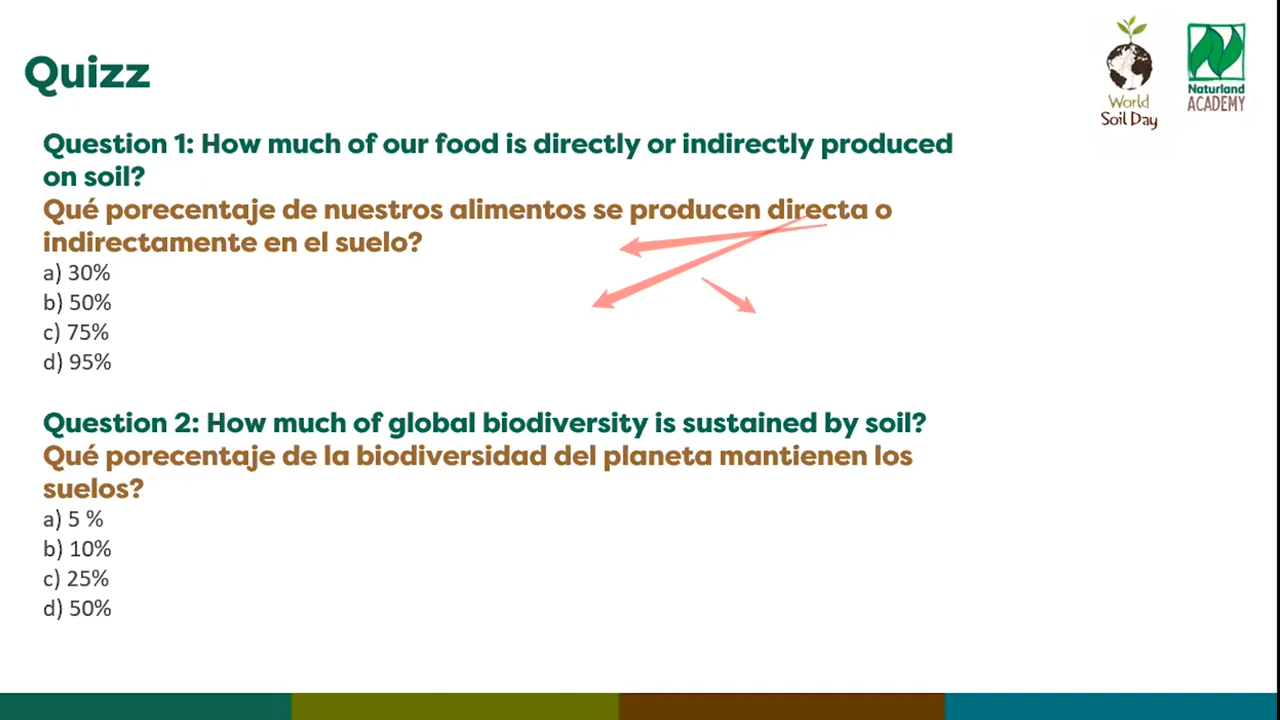 Quizz
World
Soil Day
Naturland
ACADEMY
Question 1: How much of our food is directly or indirectly produced
on soil?
Qué porecentaje de nuestros alimentos se producen directa o
indirectamente en el suelo?
a) 30%
b) 50%
c) 75%
d) 95%
Question 2: How much of global biodiversity is sustained by soil?
Qué porecentaje de la biodiversidad del planeta mantienen los
suelos?
a) 5 %
b) 10%
c) 25%
d) 50%